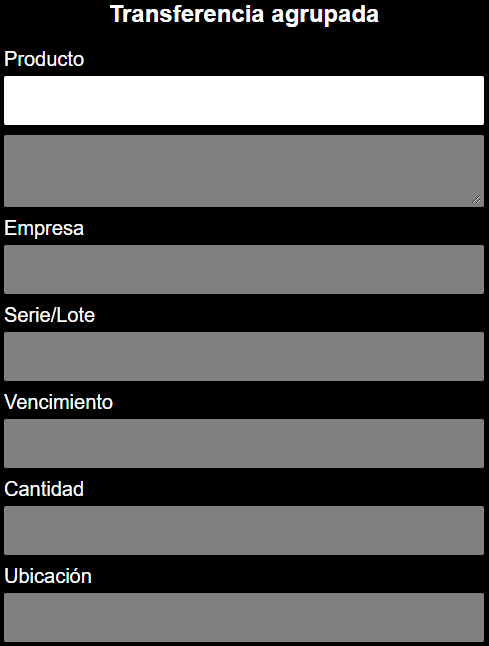 Transferencia agrupada
Producto
Empresa
Serie/Lote
Vencimiento
Cantidad
Ubicación